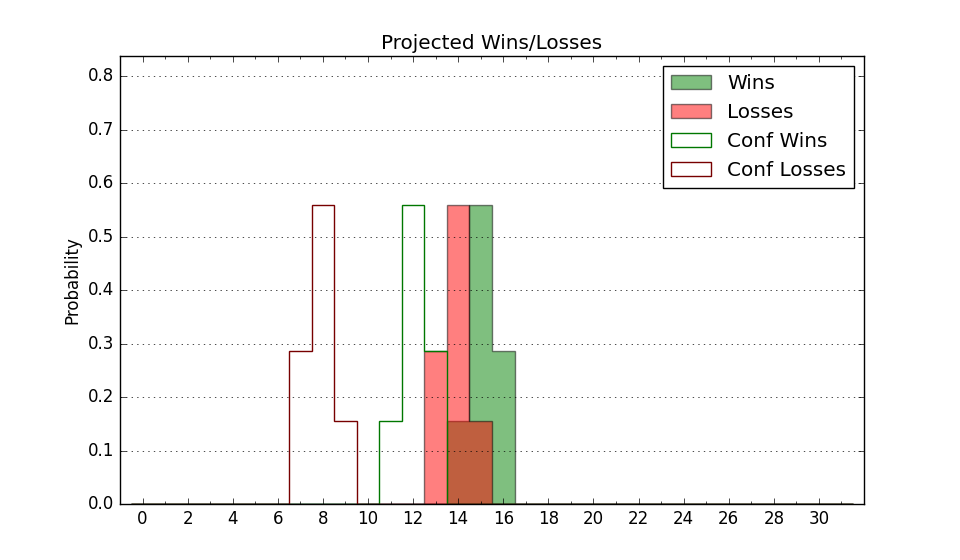 Projected Wins/Losses
Wins
Losses
Conf Wins
Conf Losses
Probability
0.8
0.7
0.6
0.5
0.4
0.3
0.2
0.1
0.0
0 2 4 6 8 10 12 14 16 18 20 22 24 26 28 30